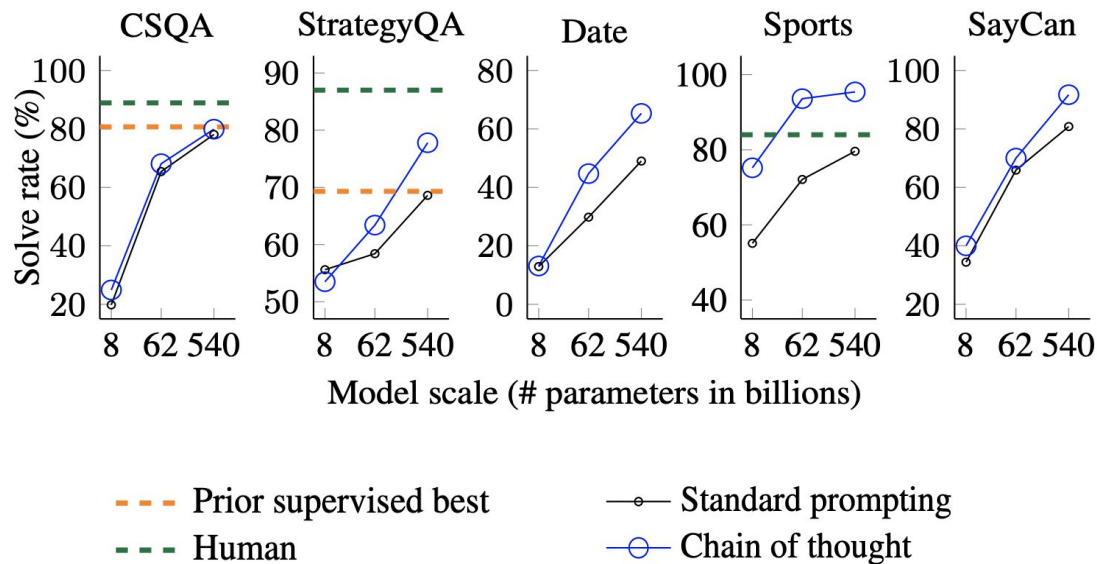 CSQA
StrategyQA
Date
Sports
SayCan
Solve rate (%)
100
80
60
40
20
8 62 540
90
80
70
60
50
8 62 540
80
60
40
20
0
8 62 540
100
80
60
40
8 62 540
100
80
60
40
20
8 62 540
Model scale (# parameters in billions)
Prior supervised best
Human
Standard prompting
Chain of thought